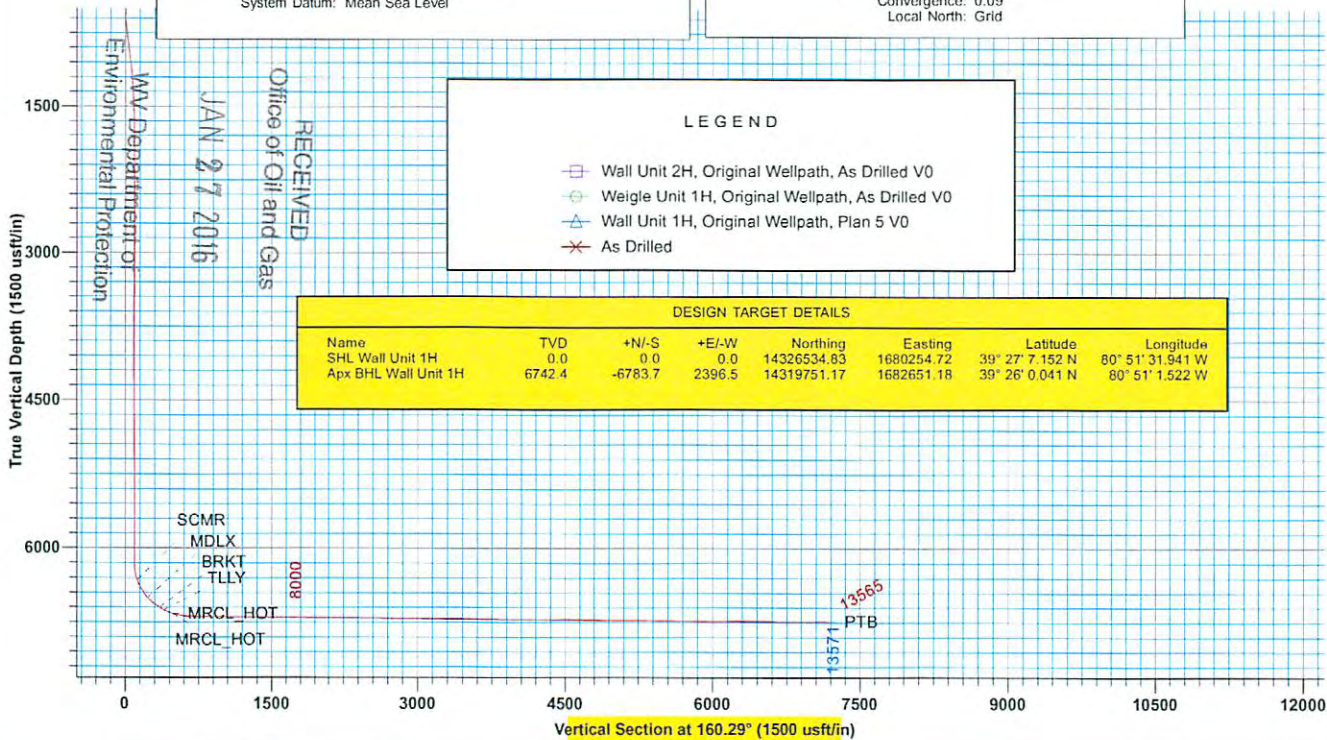 System Datum: Mean Sea Level
Convergence: 0.09
Local North: Grid
RECEIVED
Office of Oil and Gas
JAN 27 2016
WV Department of
Environmental Protection
LEGEND
Wall Unit 2H, Original Wellpath, As Drilled V0
Weigle Unit 1H, Original Wellpath, As Drilled V0
Wall Unit 1H, Original Wellpath, Plan 5 V0
As Drilled
DESIGN TARGET DETAILS
Name TVD +N/-S +E/-W Northing Easting Latitude Longitude
SHL Wall Unit 1H 0.0 0.0 0.0 14326534.83 1680254.72 39° 27' 7.152 N 80° 51' 31.941 W
Apx BHL Wall Unit 1H 6742.4 -6783.7 2396.5 14319751.17 1682651.18 39° 26' 0.041 N 80° 51' 1.522 W
True Vertical Depth (1500 usft/in)
1500
3000
4500
6000
SCMR
MDLX
BRKT
TLLY
8000
MRCL_HOT
MRCL_HOT
13565
PTB
13571
0 1500 3000 4500 6000 7500 9000 10500 12000
Vertical Section at 160.29° (1500 usft/in)